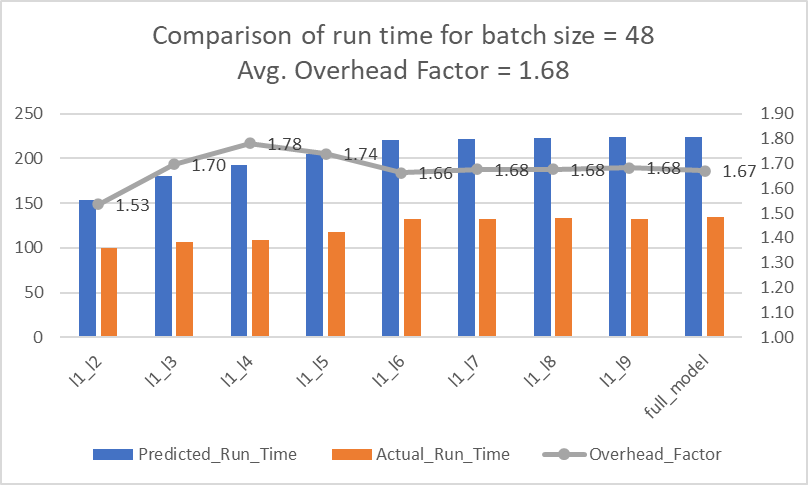 Comparison of run time for batch size = 48
Avg. Overhead Factor = 1.68
250
200
150
100
50
0
1.90
1.80
1.70
1.60
1.50
1.40
1.30
1.20
1.10
1.00
1.53
1.70
1.78
1.74
1.66
1.68
1.68
1.68
1.67
l1_l2
l1_l3
l1_l4
l1_l5
l1_l6
l1_l7
l1_l8
l1_l9
full_model
Predicted_Run_Time
Actual_Run_Time
Overhead_Factor